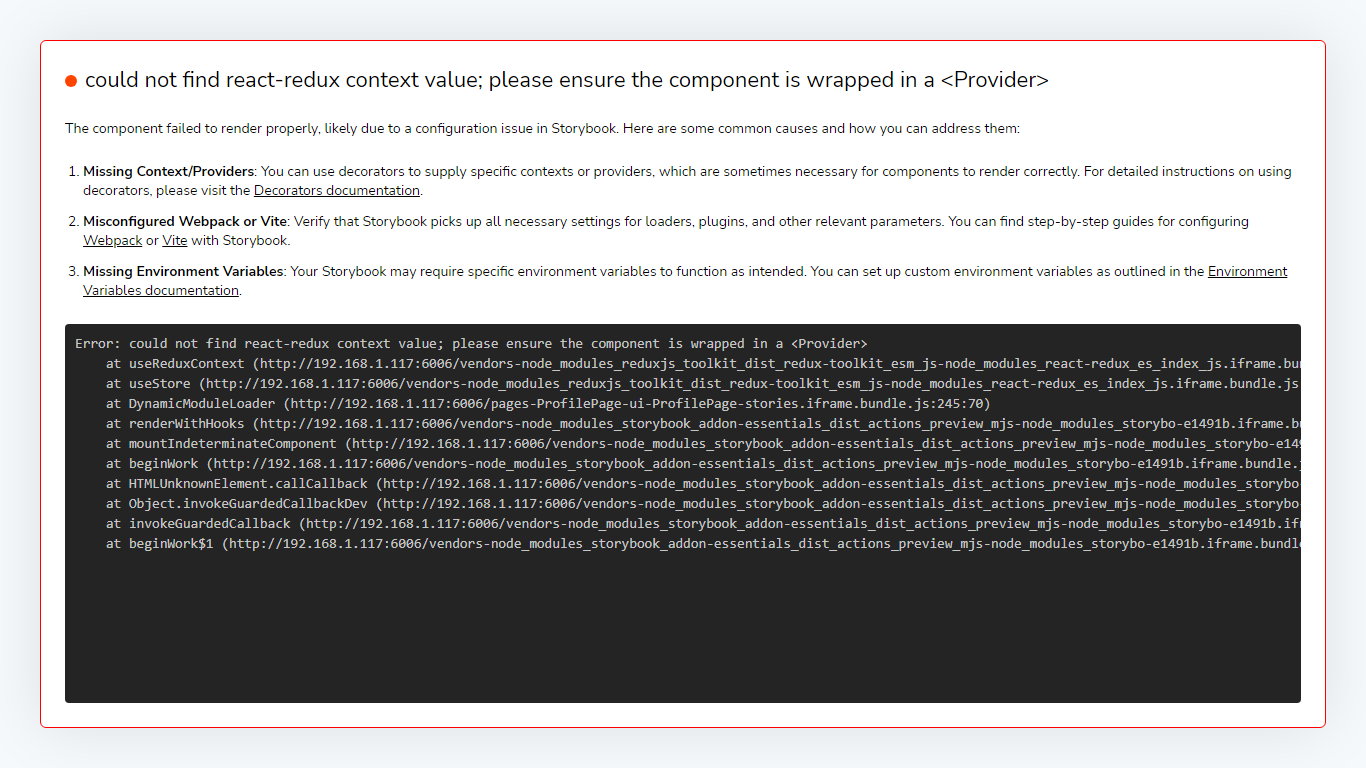 could not find react-redux context value; please ensure the component is wrapped in a <Provider>
The component failed to render properly, likely due to a configuration issue in Storybook. Here are some common causes and how you can address them:
1. Missing Context/Providers: You can use decorators to supply specific contexts or providers, which are sometimes necessary for components to render correctly. For detailed instructions on using
decorators, please visit the Decorators documentation.
2. Misconfigured Webpack or Vite: Verify that Storybook picks up all necessary settings for loaders, plugins, and other relevant parameters. You can find step-by-step guides for configuring
Webpack or Vite with Storybook.
3. Missing Environment Variables: Your Storybook may require specific environment variables to function as intended. You can set up custom environment variables as outlined in the Environment
Variables documentation.
Error: could not find react-redux context value; please ensure the component is wrapped in a <Provider>
at useReduxContext (http://192.168.1.117:6006/vendors-node_modules_reduxjs_toolkit_dist_redux-toolkit_esm_js-node_modules_react-redux_es_index_js.iframe.bun
at useStore (http://192.168.1.117:6006/vendors-node_modules_reduxjs_toolkit_dist_redux-toolkit_esm_js-node_modules_react-redux_es_index_js.iframe.bundle.js
at DynamicModuleLoader (http://192.168.1.117:6006/pages-ProfilePage-ui-ProfilePage-stories.iframe.bundle.js:245:70)
at renderWithHooks (http://192.168.1.117:6006/vendors-node_modules_storybook_addon-essentials_dist_actions_preview_mjs-node_modules_storybo-e1491b.iframe.b
at mountIndeterminateComponent (http://192.168.1.117:6006/vendors-node_modules_storybook_addon-essentials_dist_actions_preview_mjs-node_modules_storybo-e149
at beginWork (http://192.168.1.117:6006/vendors-node_modules_storybook_addon-essentials_dist_actions_preview_mjs-node_modules_storybo-e1491b.iframe.bundle.j
at HTMLUnknownElement.callCallback (http://192.168.1.117:6006/vendors-node_modules_storybook_addon-essentials_dist_actions_preview_mjs-node_modules_storybo-
at Object.invokeGuardedCallbackDev (http://192.168.1.117:6006/vendors-node_modules_storybook_addon-essentials_dist_actions_preview_mjs-node_modules_storybo-
at invokeGuardedCallback (http://192.168.1.117:6006/vendors-node_modules_storybook_addon-essentials_dist_actions_preview_mjs-node_modules_storybo-e1491b.ifr
at beginWork$1 (http://192.168.1.117:6006/vendors-node_modules_storybook_addon-essentials_dist_actions_preview_mjs-node_modules_storybo-e1491b.iframe.bundle